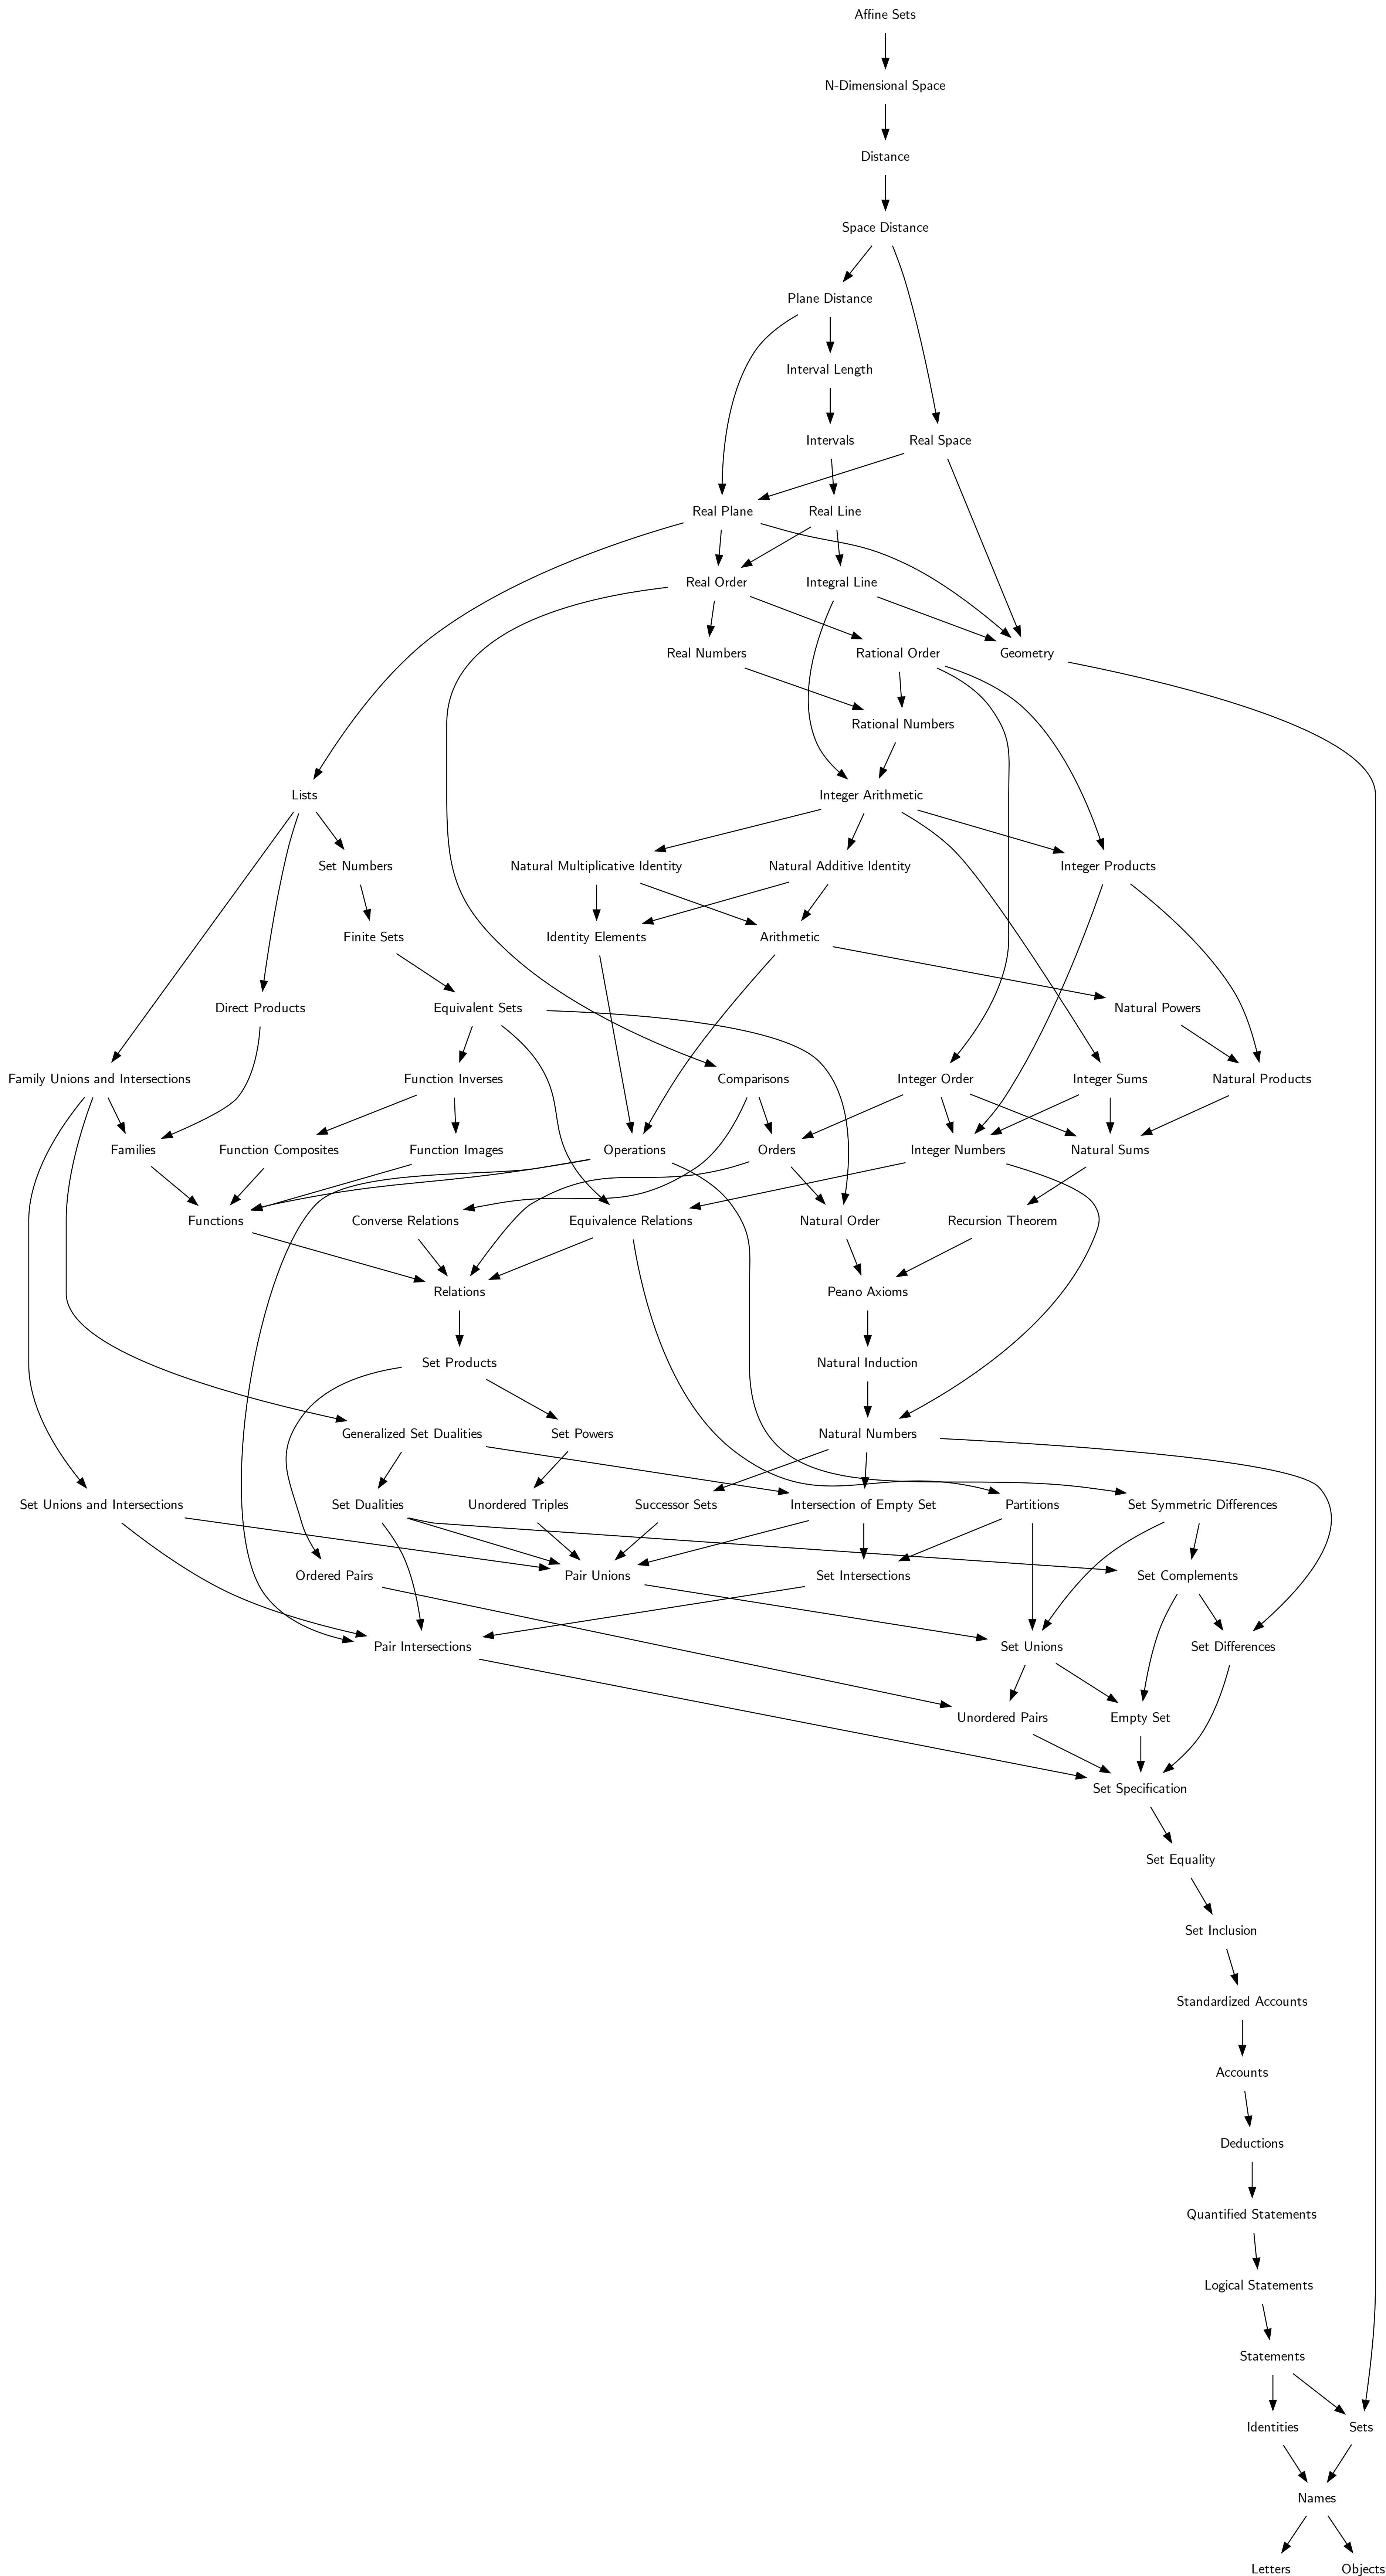 Affine Sets
N-Dimensional Space
Distance
Space Distance
Plane Distance
Interval Length
Intervals
Real Space
Real Plane
Real Line
Real Order
Integral Line
Real Numbers
Rational Order
Geometry
Rational Numbers
Lists
Integer Arithmetic
Set Numbers
Natural Multiplicative Identity
Natural Additive Identity
Integer Products
Finite Sets
Identity Elements
Arithmetic
Direct Products
Equivalent Sets
Natural Powers
Family Unions and Intersections
Function Inverses
Comparisons
Integer Order
Integer Sums
Natural Products
Families
Function Composites
Function Images
Operations
Orders
Integer Numbers
Natural Sums
Functions
Converse Relations
Equivalence Relations
Natural Order
Recursion Theorem
Relations
Peano Axioms
Set Products
Natural Induction
Generalized Set Dualities
Set Powers
Natural Numbers
Set Unions and Intersections
Set Dualities
Unordered Triples
Successor Sets
Intersection of Empty Set
Partitions
Set Symmetric Differences
Ordered Pairs
Pair Unions
Set Intersections
Set Complements
Pair Intersections
Set Unions
Set Differences
Unordered Pairs
Empty Set
Set Specification
Set Equality
Set Inclusion
Standardized Accounts
Accounts
Deductions
Quantified Statements
Logical Statements
Statements
Identities
Sets
Names
Letters
Objects